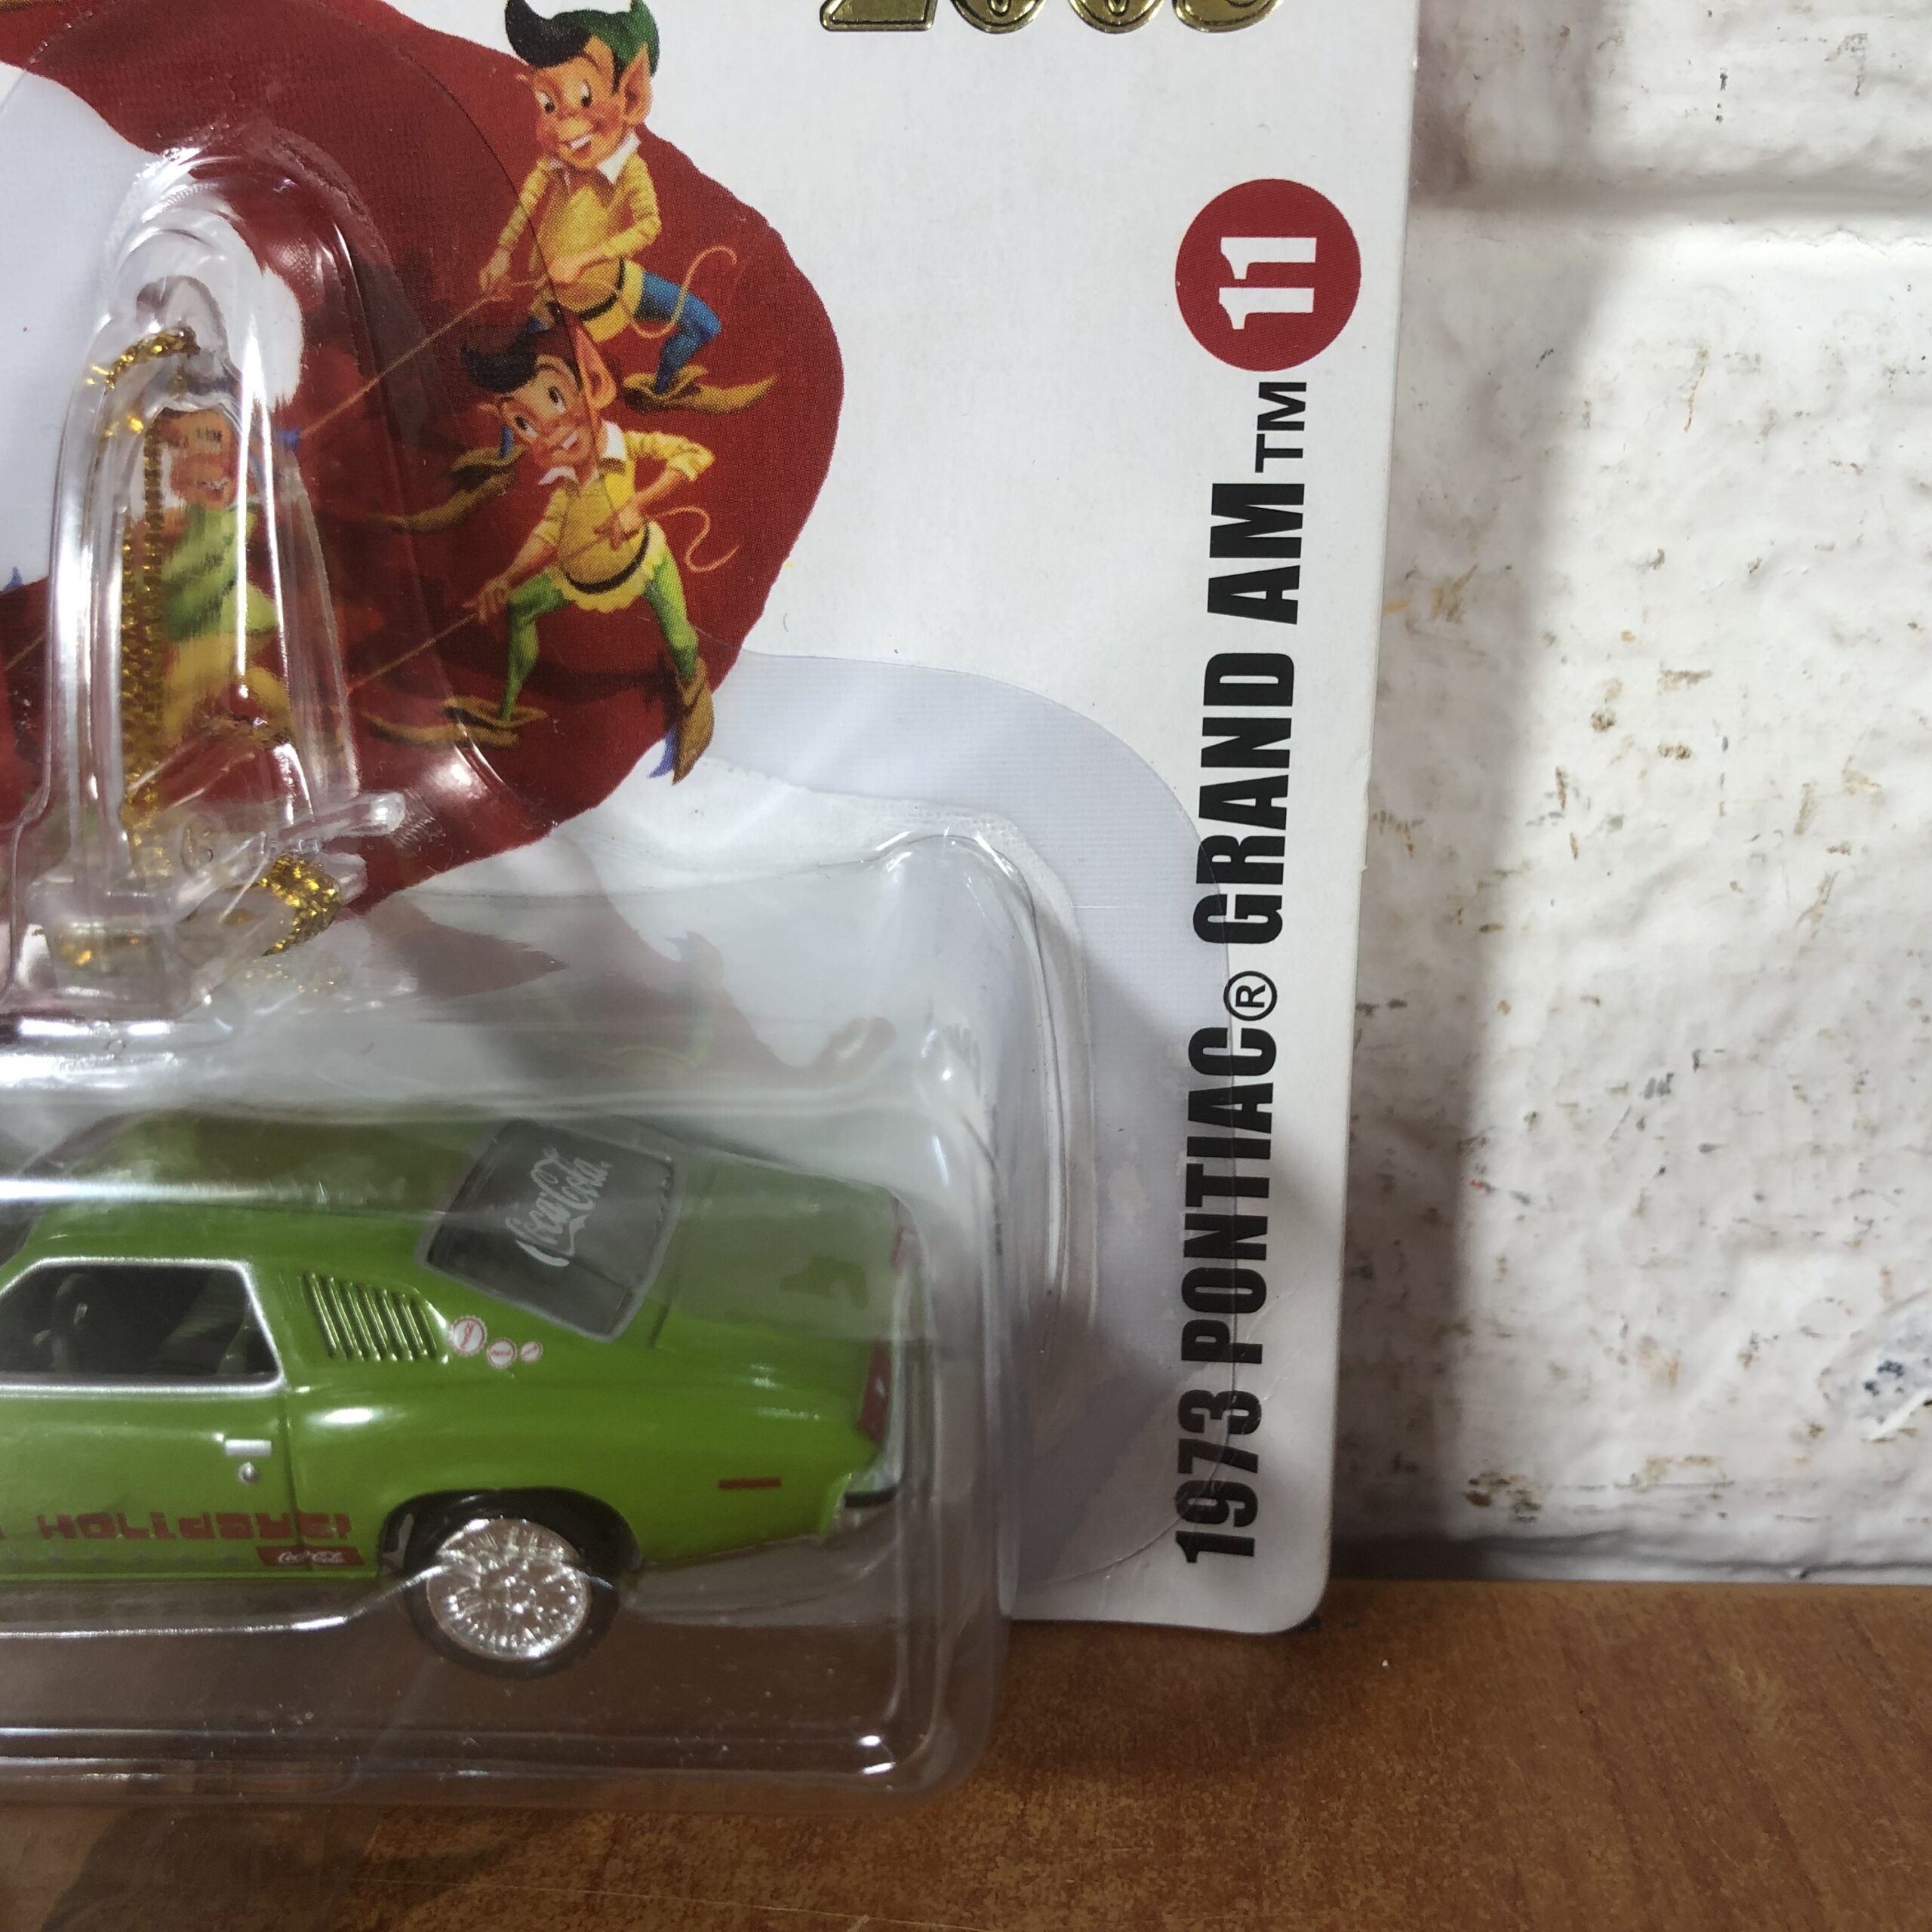 11
1973 PONTIAC® GRAND AM™
Coca-Cola
HOLIDAYS!